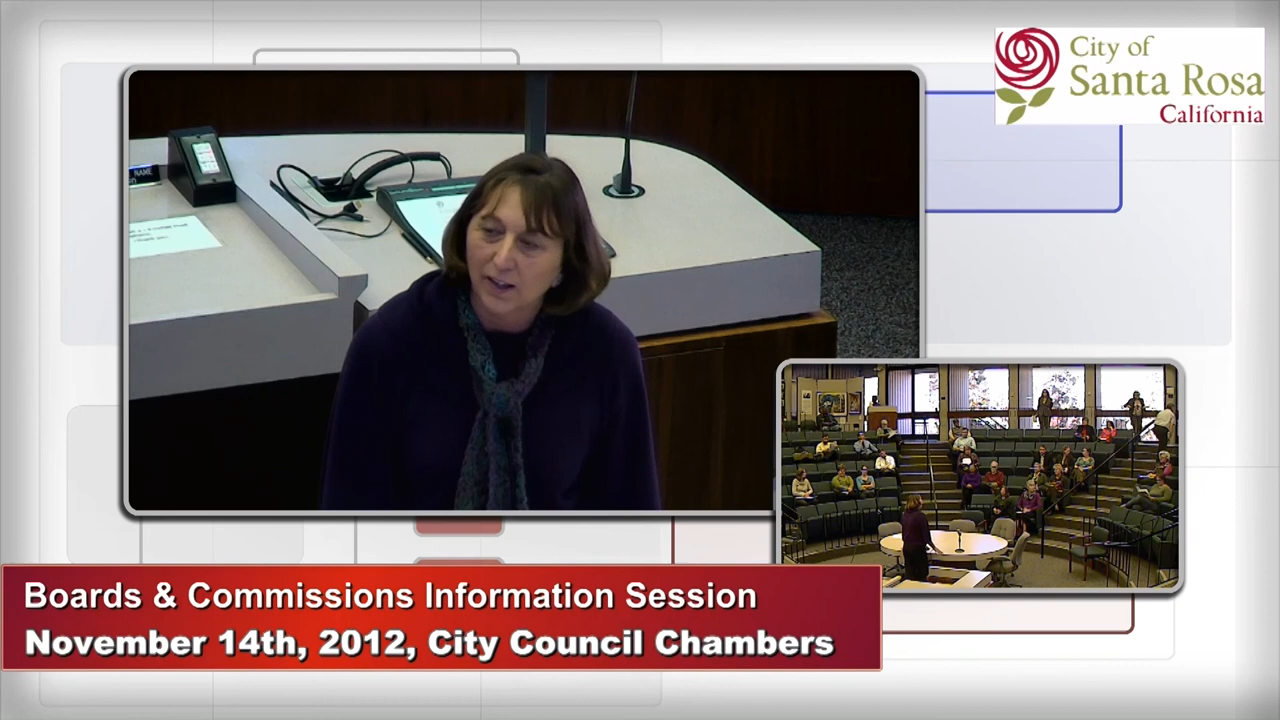 City of
Santa Rosa
California
NAME
Boards & Commissions Information Session
November 14th, 2012, City Council Chambers